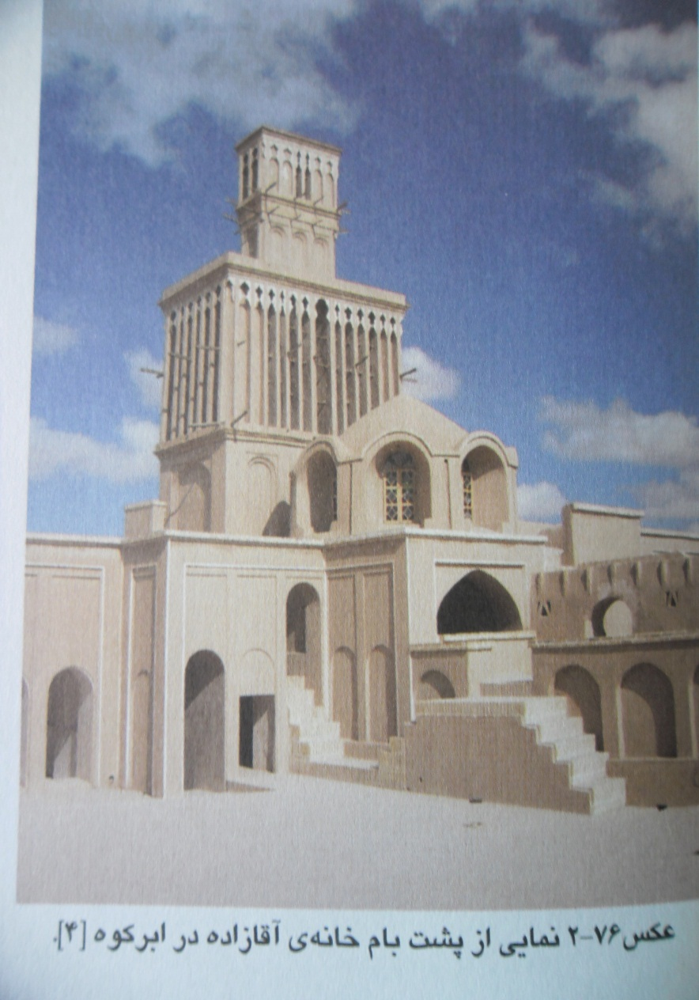 عکس۷۶-۲ نمایی از پشت بام خانه‌ی آقازاده در ابرکوه [۴].